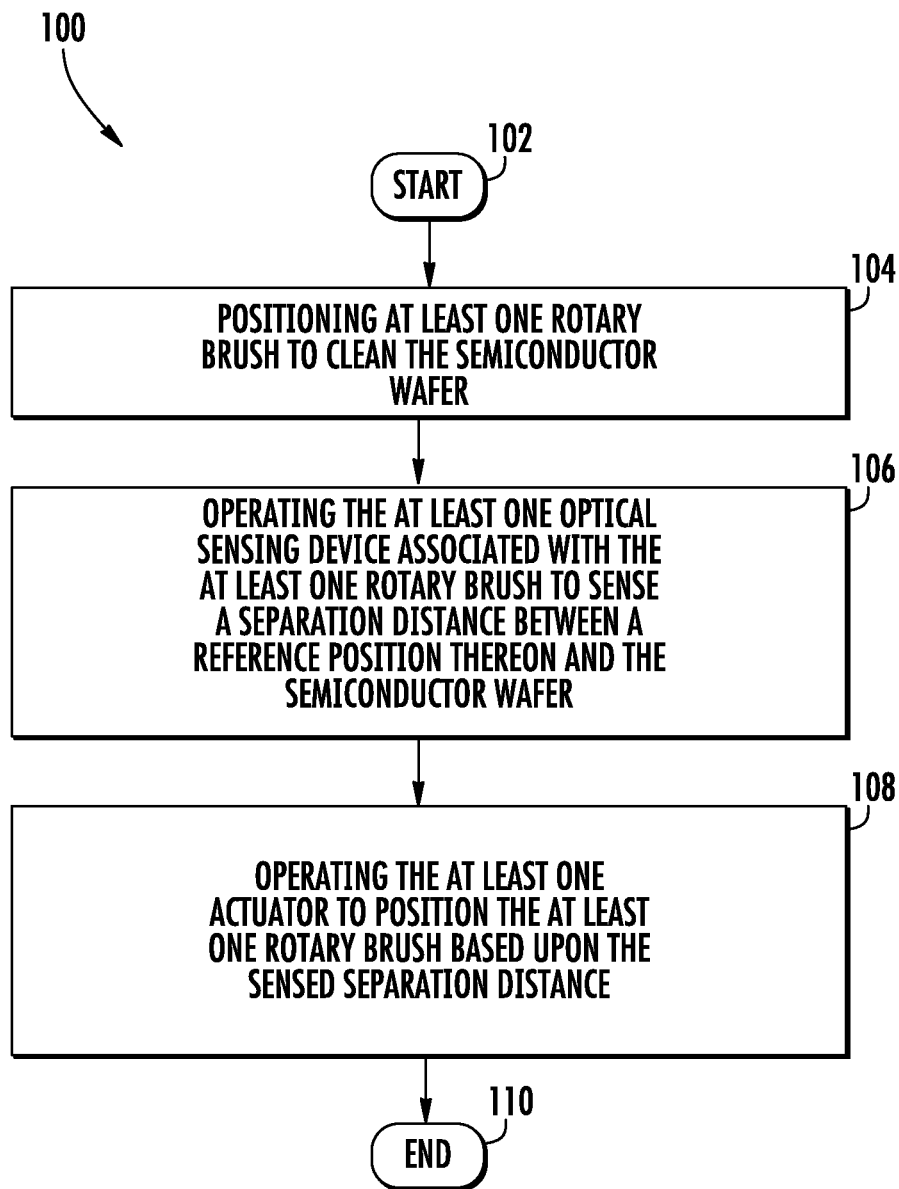 100
102
START
104
POSITIONING AT LEAST ONE ROTARY
BRUSH TO CLEAN THE SEMICONDUCTOR
WAFER
106
OPERATING THE AT LEAST ONE OPTICAL
SENSING DEVICE ASSOCIATED WITH THE
AT LEAST ONE ROTARY BRUSH TO SENSE
A SEPARATION DISTANCE BETWEEN A
REFERENCE POSITION THEREON AND THE
SEMICONDUCTOR WAFER
108
OPERATING THE AT LEAST ONE
ACTUATOR TO POSITION THE AT LEAST
ONE ROTARY BRUSH BASED UPON THE
SENSED SEPARATION DISTANCE
110
END